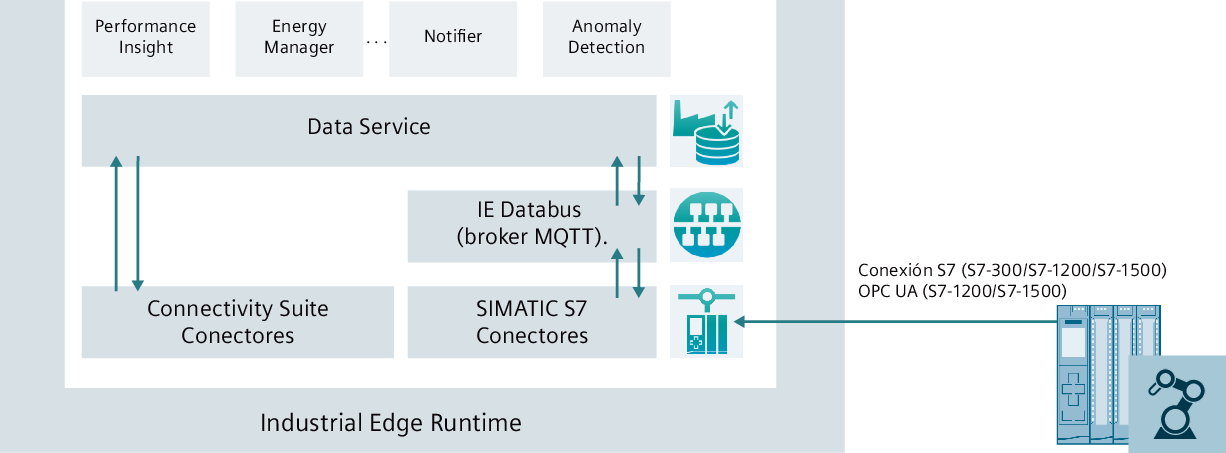 Performance
Insight
Energy
Manager
...
Notifier
Anomaly
Detection
Data Service
IE Databus
(broker MQTT).
Conexión S7 (S7-300/S7-1200/S7-1500)
OPC UA (S7-1200/S7-1500)
Connectivity Suite
Conectores
SIMATIC S7
Conectores
Industrial Edge Runtime